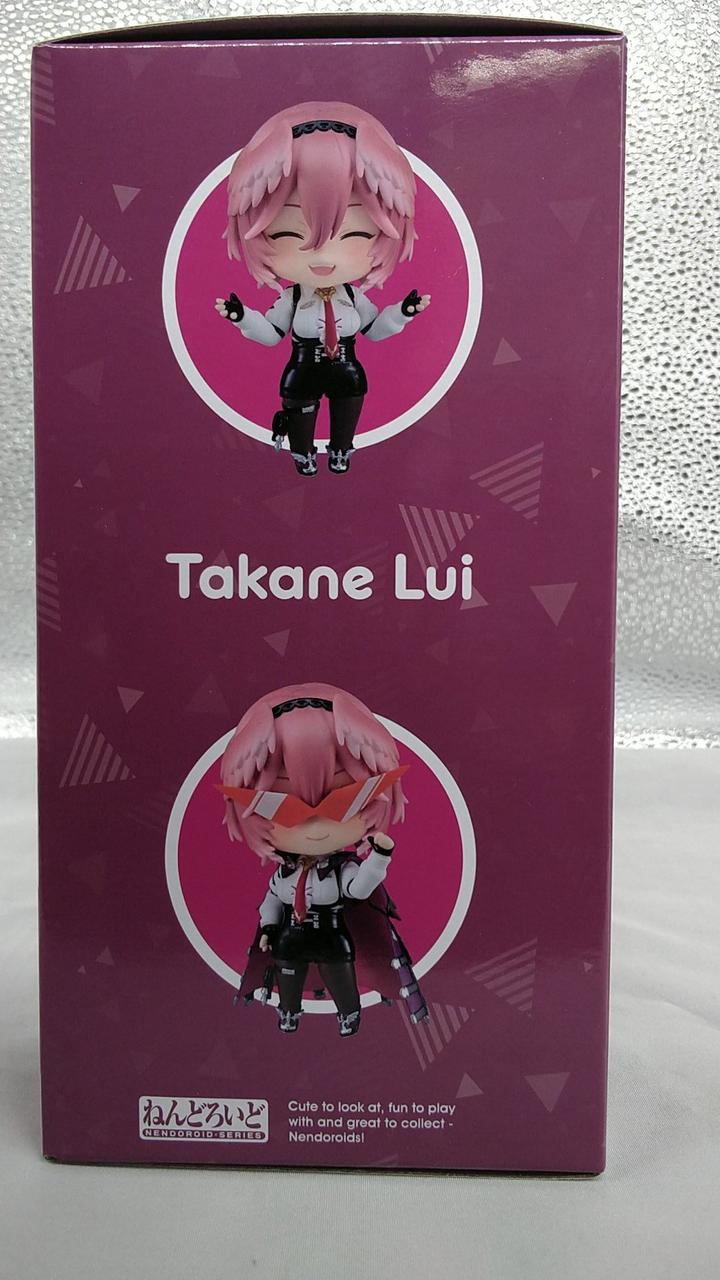 Takane Lui
ねんどろいど
NENDOROID-SERIES
Cute to look at, fun to play
with and great to collect -
Nendoroids!